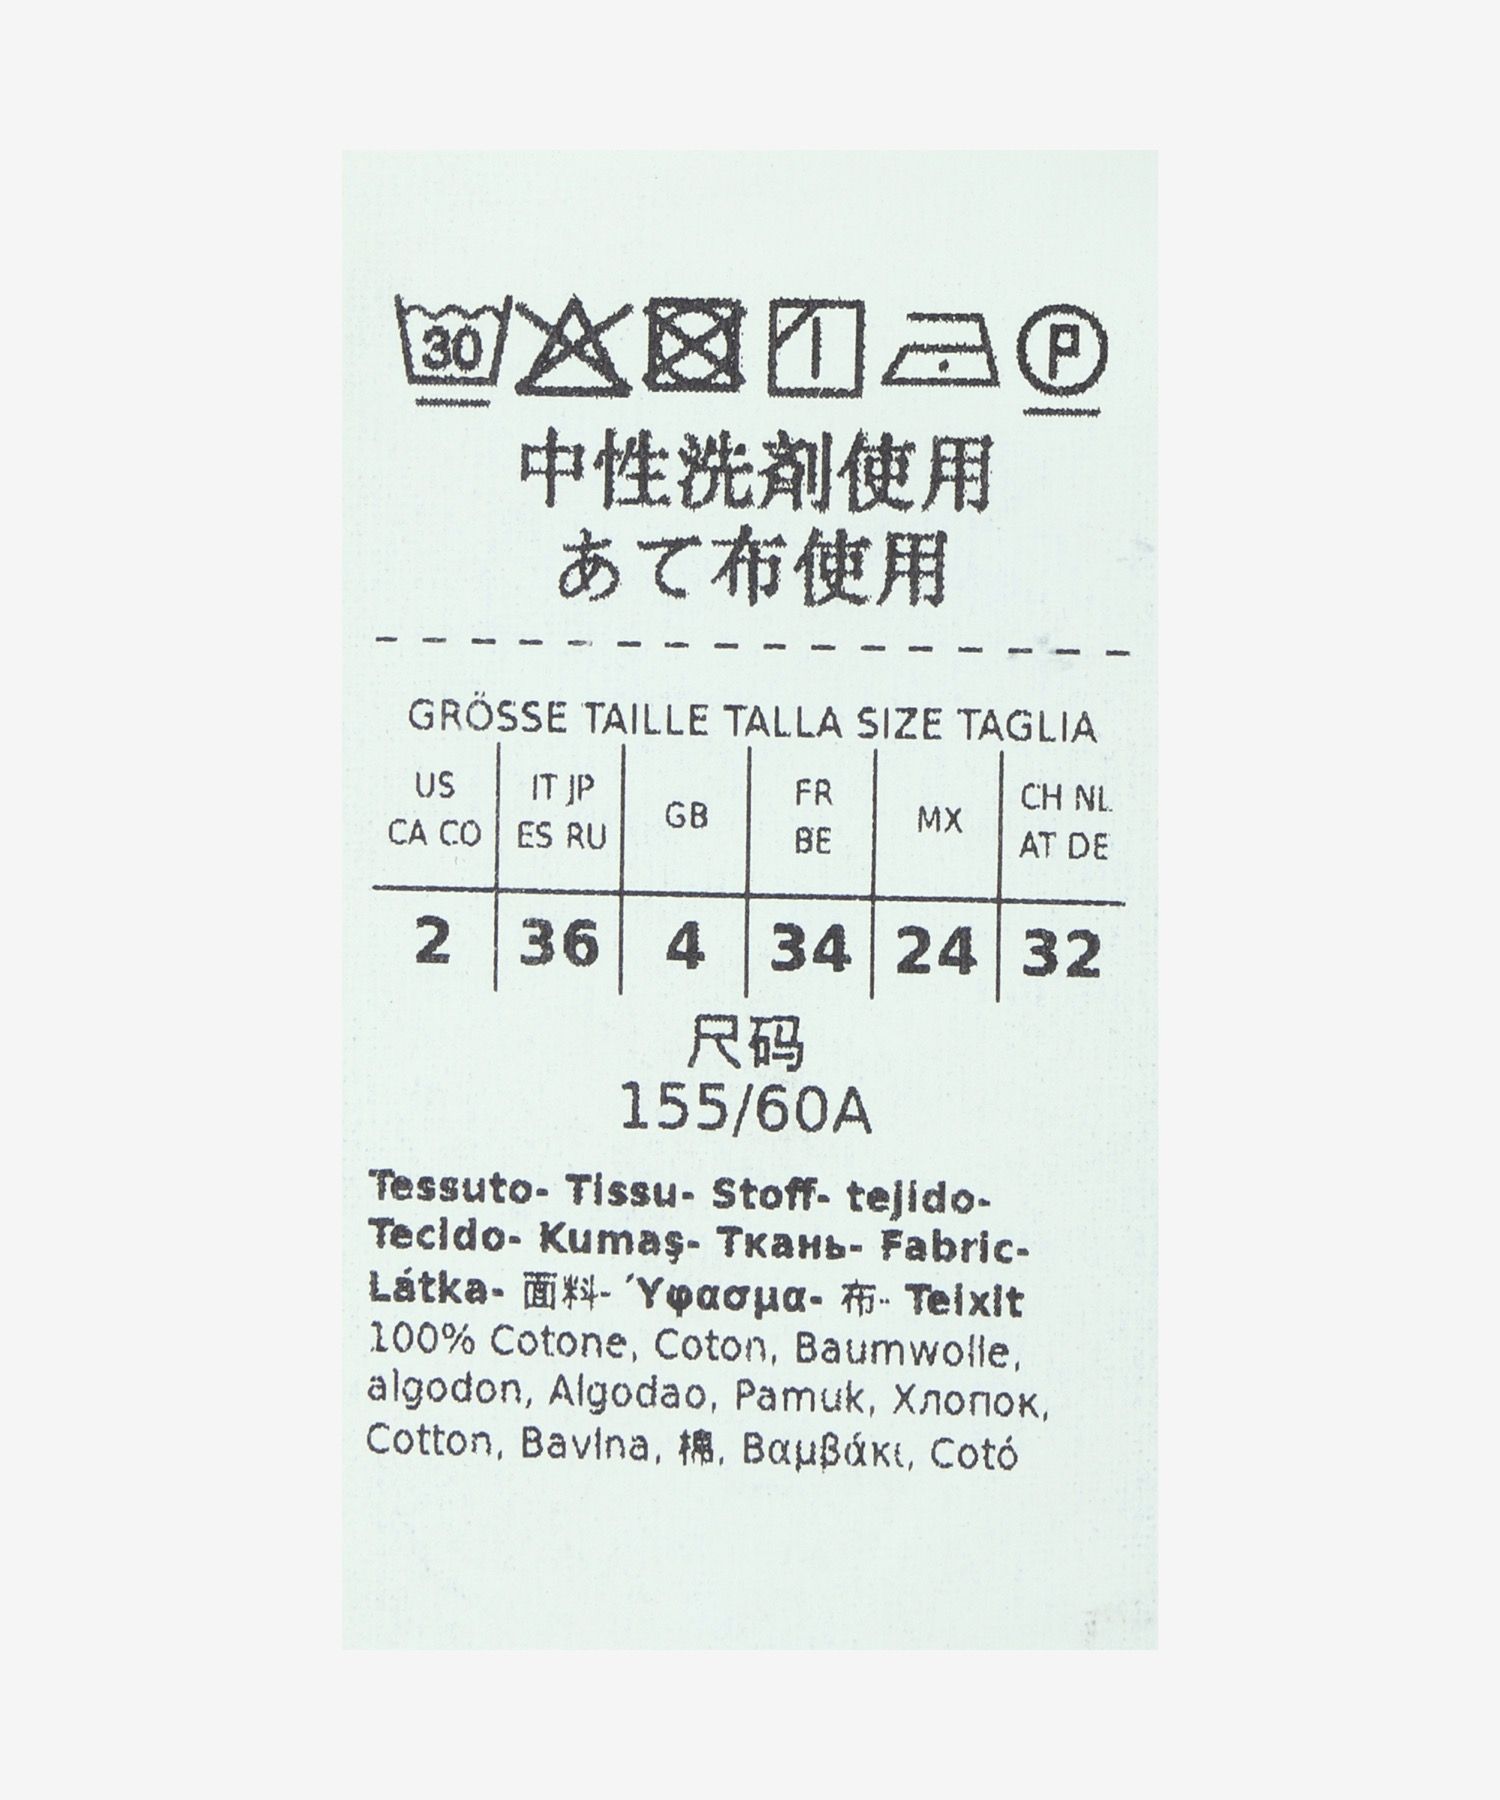 30 P
中性洗剤使用
あて布使用
GRÖSSE TAILLE TALLA SIZE TAGLIA
US CA CO
IT JP ES RU
GB
FR BE
MX
CH NL AT DE
2 36 4 34 24 32
尺码
155/60A
Tessuto- Tissu- Stoff- tejido-
Tecido- Kumaş- Ткань- Fabric-
Látka- 面料- Ύφασμα- 布- Teixit
100% Cotone, Coton, Baumwolle,
algodon, Algodao, Pamuk, Хлопок,
Cotton, Bavlna, 棉, Βαμβάκι, Cotó